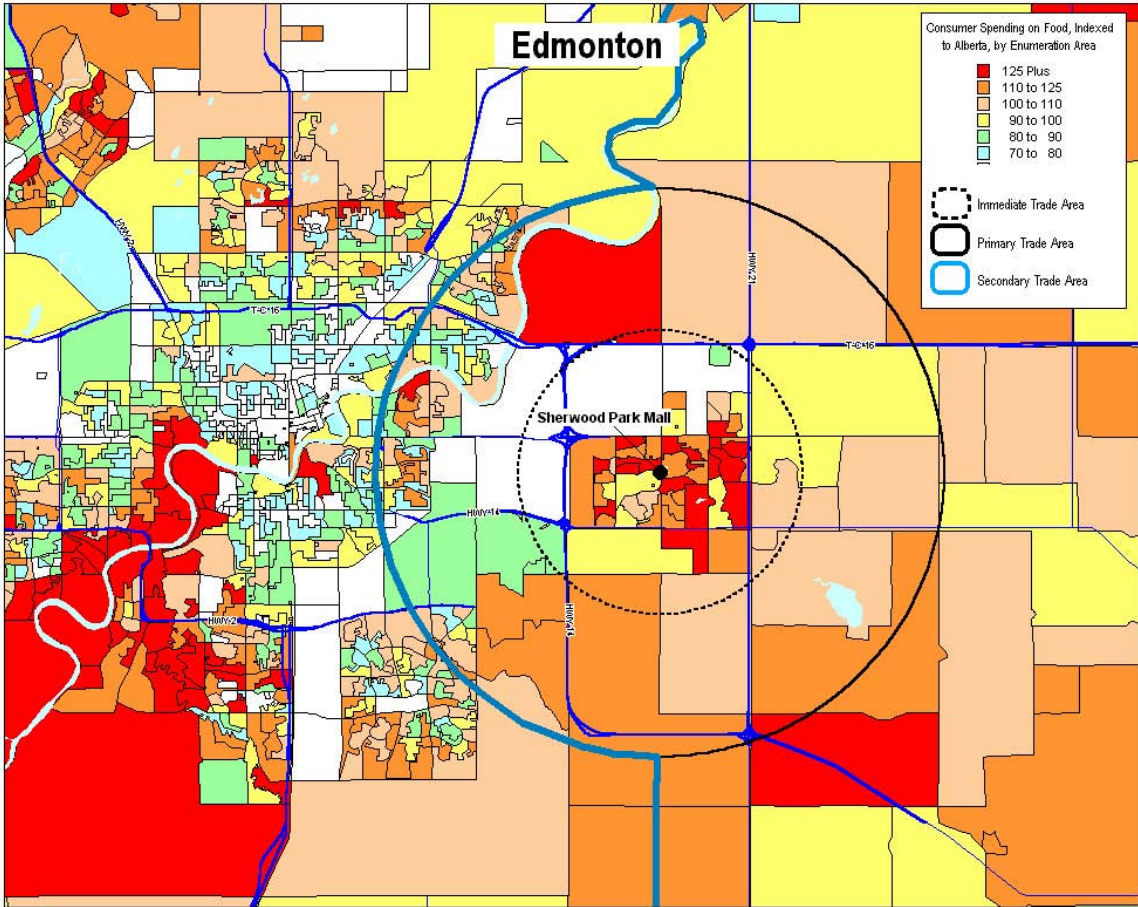 Edmonton
Consumer Spending on Food, Indexed
to Alberta, by Enumeration Area
125 Plus
110 to 125
100 to 110
90 to 100
80 to 90
70 to 80
Immediate Trade Area
Primary Trade Area
Secondary Trade Area
HWY-2
HWY-21
T-C-16
T-C-16
Sherwood Park Mall
HWY-14
HWY-2
HWY-14